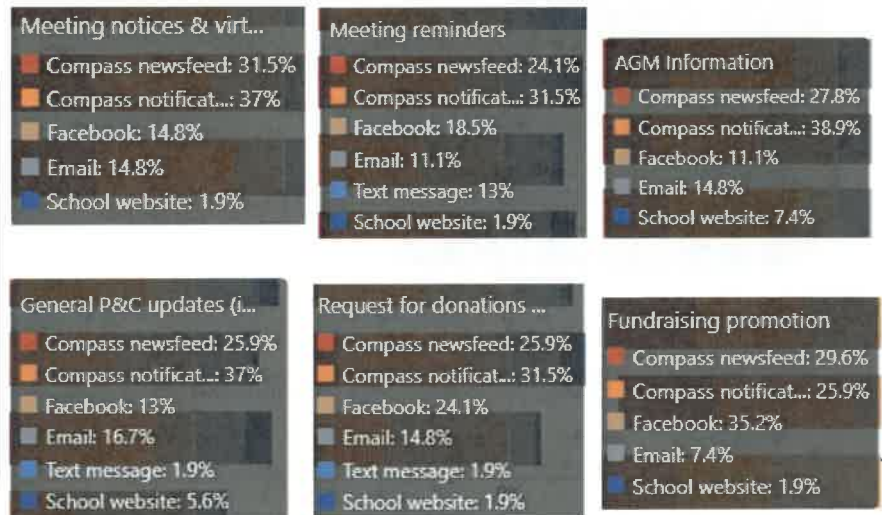 Meeting notices & virt...
Compass newsfeed: 31.5%
Compass notificat...: 37%
Facebook: 14.8%
Email: 14.8%
School website: 1.9%
Meeting reminders
Compass newsfeed: 24.1%
Compass notificat...: 31.5%
Facebook: 18.5%
Email: 11.1%
Text message: 13%
School website: 1.9%
AGM Information
Compass newsfeed: 27.8%
Compass notificat...: 38.9%
Facebook: 11.1%
Email: 14.8%
School website: 7.4%
General P&C updates (i...
Compass newsfeed: 25.9%
Compass notificat...: 37%
Facebook: 13%
Email: 16.7%
Text message: 1.9%
School website: 5.6%
Request for donations ...
Compass newsfeed: 25.9%
Compass notificat...: 31.5%
Facebook: 24.1%
Email: 14.8%
Text message: 1.9%
School website: 1.9%
Fundraising promotion
Compass newsfeed: 29.6%
Compass notificat...: 25.9%
Facebook: 35.2%
Email: 7.4%
School website: 1.9%